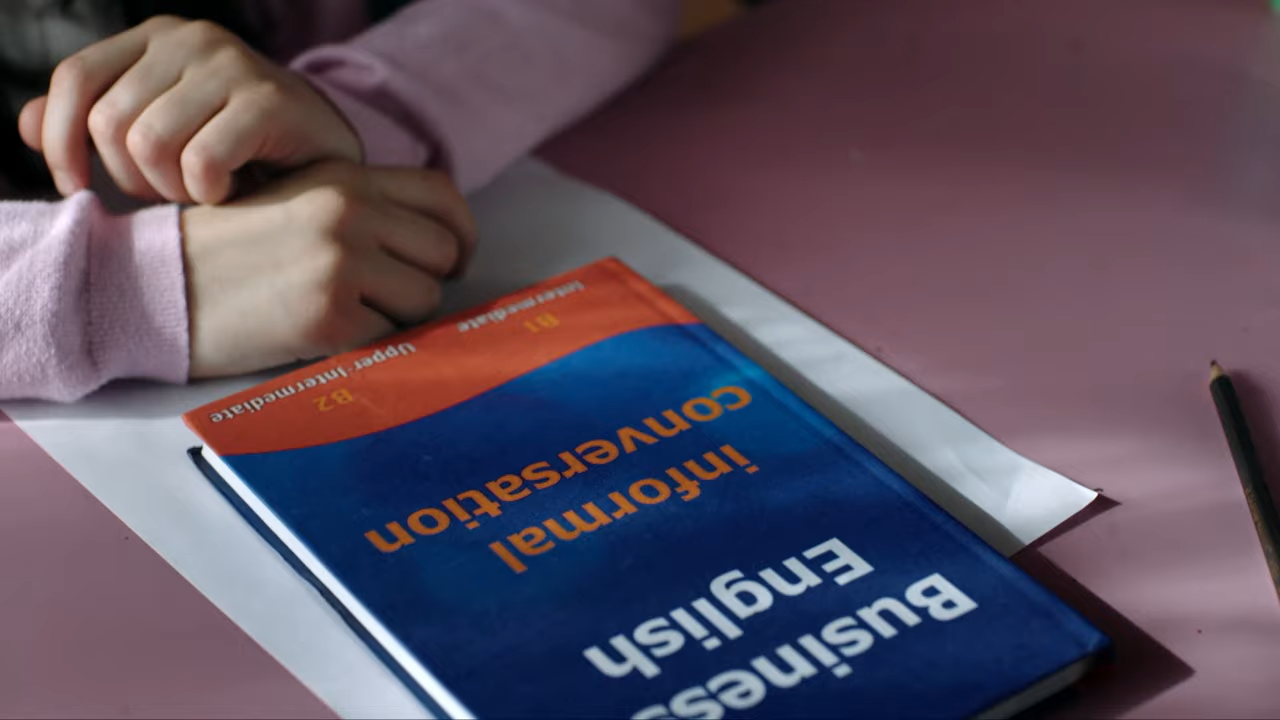 Business
English
informal
conversation
B1
Intermediate
B2
Upper-intermediate